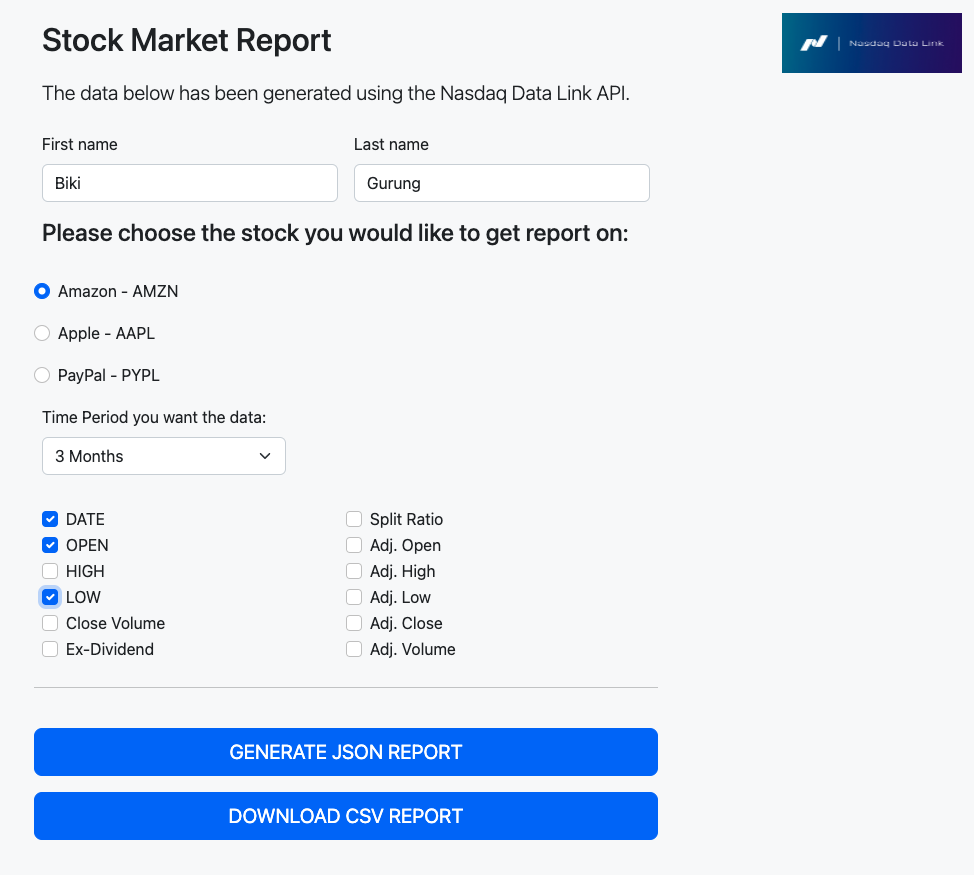 Stock Market Report
Nasdaq Data Link
The data below has been generated using the Nasdaq Data Link API.
First name
Last name
Biki
Gurung
Please choose the stock you would like to get report on:
Amazon - AMZN
Apple - AAPL
PayPal - PYPL
Time Period you want the data:
3 Months
DATE
OPEN
HIGH
LOW
Close Volume
Ex-Dividend
Split Ratio
Adj. Open
Adj. High
Adj. Low
Adj. Close
Adj. Volume
GENERATE JSON REPORT
DOWNLOAD CSV REPORT